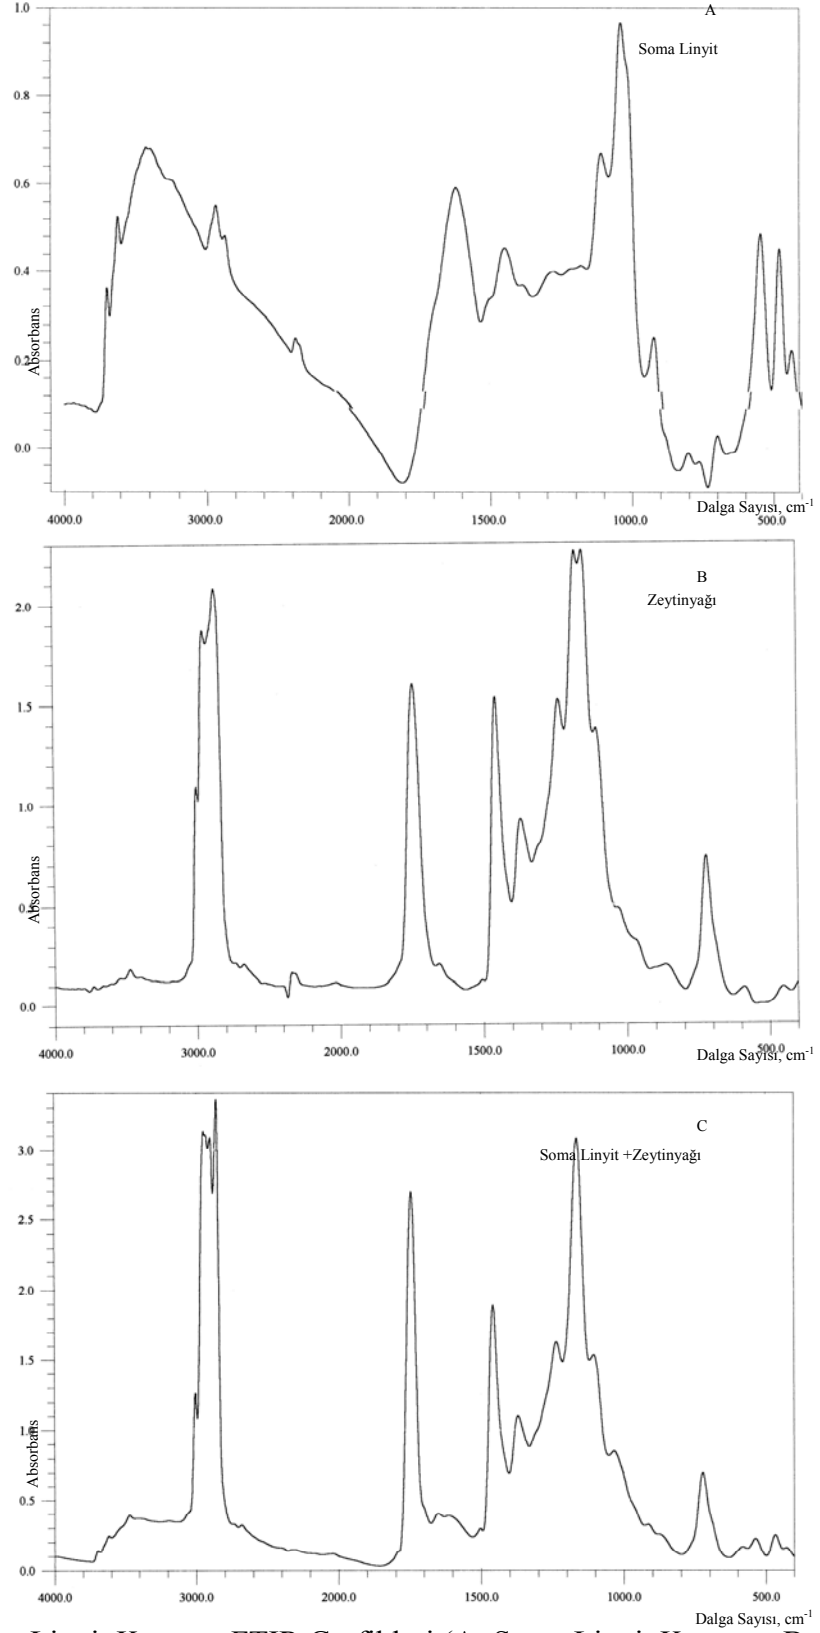 A
Soma Linyit
1.0
0.8
0.6
0.4
0.2
0.0
Absorbans
4000.0 3000.0 2000.0 1500.0 1000.0 500.0
Dalga Sayısı, cm-1
B
Zeytinyağı
2.0
1.5
1.0
0.5
0.0
Absorbans
4000.0 3000.0 2000.0 1500.0 1000.0 500.0
Dalga Sayısı, cm-1
C
Soma Linyit +Zeytinyağı
3.0
2.5
2.0
1.5
1.0
0.5
0.0
Absorbans
4000.0 3000.0 2000.0 1500.0 1000.0 500.0
Dalga Sayısı, cm-1